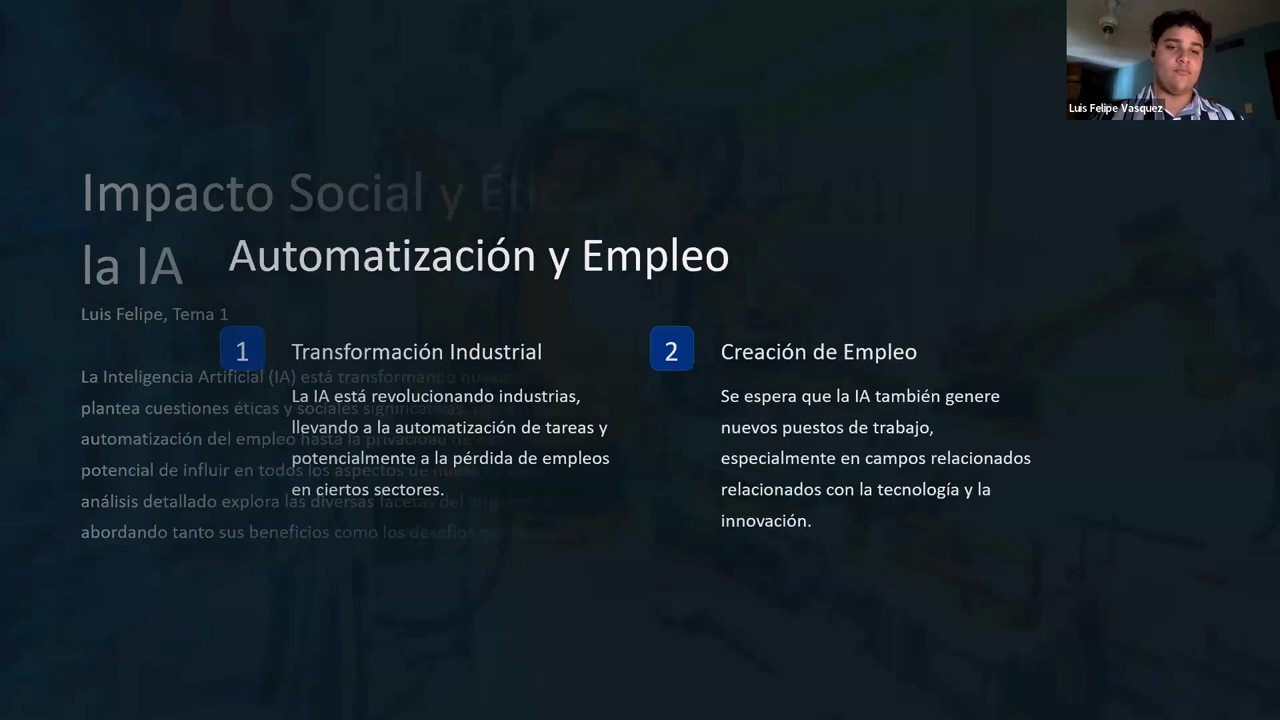 Luis Felipe Vasquez
Impacto Social y
la IA
Luis Felipe, Tema 1
La Inteligencia Artificial (IA) está transformando
plantea cuestiones éticas y sociales significativas.
automatización del empleo hasta la privacidad de
potencial de influir en todos los aspectos de
análisis detallado explora las diversas facetas del
abordando tanto sus beneficios como los desafíos
Automatización y Empleo
1
Transformación Industrial
La IA está revolucionando industrias,
llevando a la automatización de tareas y
potencialmente a la pérdida de empleos
en ciertos sectores.
2
Creación de Empleo
Se espera que la IA también genere
nuevos puestos de trabajo,
especialmente en campos relacionados
relacionados con la tecnología y la
innovación.